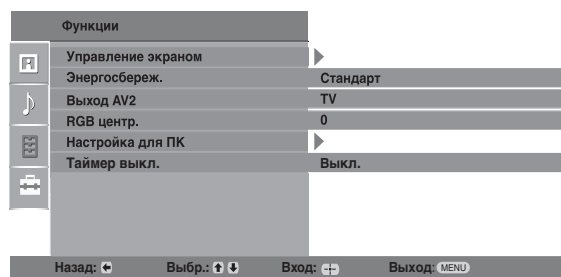 Функции
Управление экраном
Энергосбереж. Стандарт
Выход AV2 TV
RGB центр. 0
Настройка для ПК
Таймер выкл. Выкл.
Назад: Выбр.: Вход: Выход: MENU